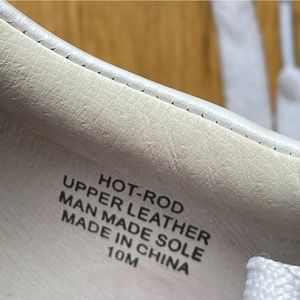 HOT-ROD
UPPER LEATHER
MAN MADE SOLE
MADE IN CHINA
10M